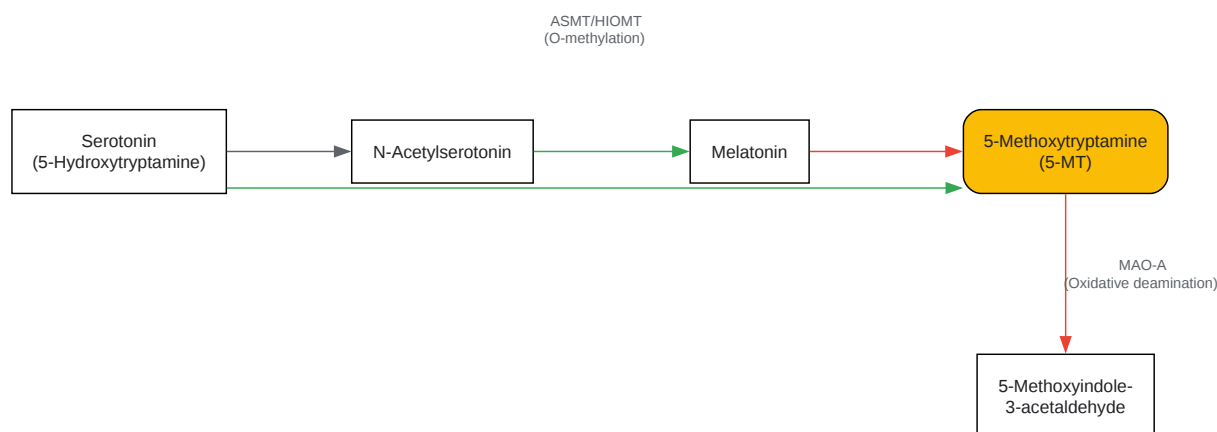 ASMT/HIOMT
(O-methylation)
Serotonin
(5-Hydroxytryptamine)
N-Acetylserotonin
Melatonin
5-Methoxytryptamine
(5-MT)
MAO-A
(Oxidative deamination)
5-Methoxyindole-
3-acetaldehyde